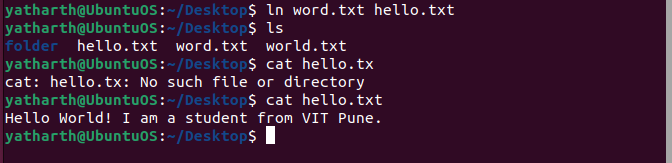 yatharth@UbuntuOS:~/Desktop$ ln word.txt hello.txt
yatharth@UbuntuOS:~/Desktop$ ls
folder  hello.txt  word.txt  world.txt
yatharth@UbuntuOS:~/Desktop$ cat hello.tx
cat: hello.tx: No such file or directory
yatharth@UbuntuOS:~/Desktop$ cat hello.txt
Hello World! I am a student from VIT Pune.
yatharth@UbuntuOS:~/Desktop$